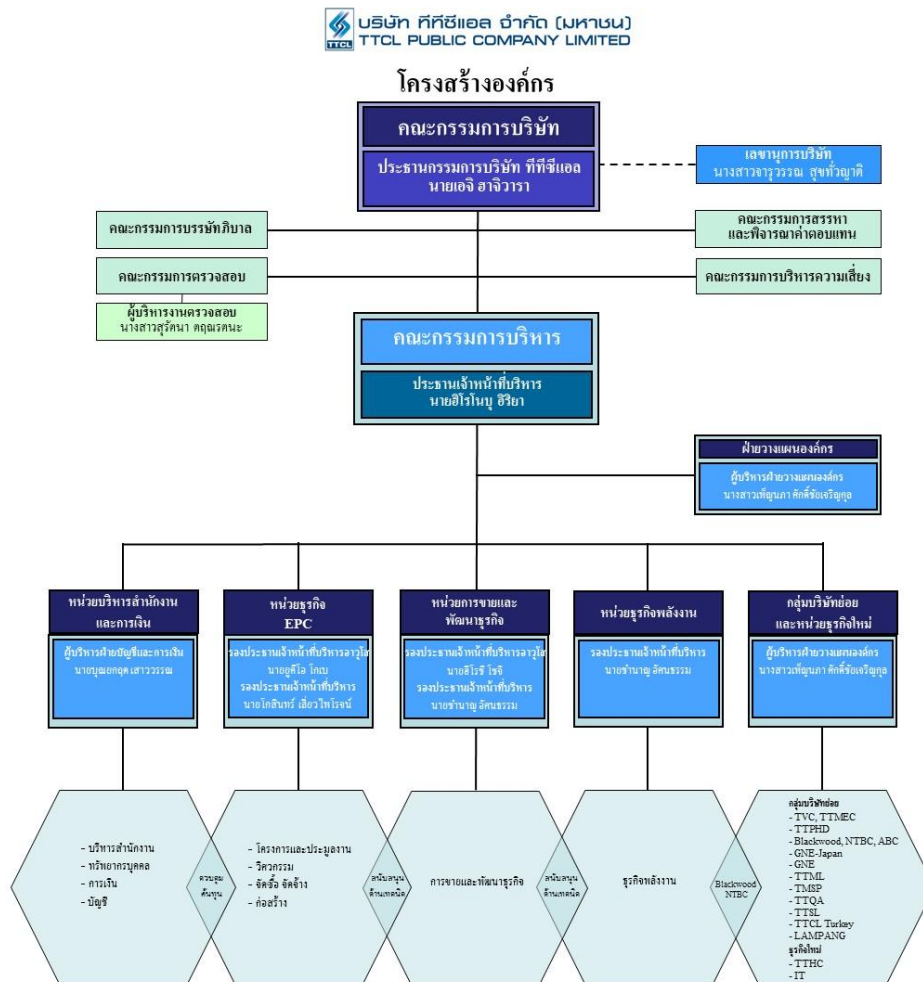 บริษัท ทีทีซีแอล จำกัด (มหาชน)
TTCL PUBLIC COMPANY LIMITED
TTCL
โครงสร้างองค์กร
คณะกรรมการบริษัท
ประธานกรรมการบริษัท ทีทีซีแอล
นายเอจิ ฮาจิวารา
เลขานุการบริษัท
นางสาวจารุวรรณ สุขทั่วญาติ
คณะกรรมการบรรษัทภิบาล
คณะกรรมการสรรหา
และพิจารณาค่าตอบแทน
คณะกรรมการตรวจสอบ
คณะกรรมการบริหารความเสี่ยง
ผู้บริหารงานตรวจสอบ
นางสาวสุรัตนา ตฤณรตนะ
คณะกรรมการบริหาร
ประธานเจ้าหน้าที่บริหาร
นายฮิโรโนบุ อิริยา
ฝ่ายวางแผนองค์กร
ผู้บริหารฝ่ายวางแผนองค์กร
นางสาวเพ็ญนภา ศักดิ์ชัยเจริญกุล
หน่วยบริหารสำนักงาน
และการเงิน
ผู้บริหารฝ่ายบัญชีและการเงิน
เสาววรรณ
หน่วยธุรกิจ
EPC
รองประธานเจ้าหน้าที่บริหารอาวุโส
นายยูคิโอ โกเบ
รองประธานเจ้าหน้าที่บริหาร
นายโกสินทร์ เสี่ยวไพโรจน์
หน่วยการขายและ
พัฒนาธุรกิจ
รองประธานเจ้าหน้าที่บริหารอาวุโส
นายฮิโรชิ โชจิ
รองประธานเจ้าหน้าที่บริหาร
นายชำนาญ อัศนธรรม
หน่วยธุรกิจพลังงาน
รองประธานเจ้าหน้าที่บริหาร
นายชำนาญ อัศนธรรม
กลุ่มบริษัทย่อย
และหน่วยธุรกิจใหม่
ผู้บริหารฝ่ายวางแผนองค์กร
นางสาวเพ็ญนภา ศักดิ์ชัยเจริญกุล
- บริหารสำนักงาน
- ทรัพยากรบุคคล
- การเงิน
- บัญชี
ควบคุม
ต้นทุน
- โครงการและประมูลงาน
- วิศวกรรม
- จัดซื้อ จัดจ้าง
- ก่อสร้าง
สนับสนุน
ด้านเทคนิค
การขายและพัฒนาธุรกิจ
สนับสนุน
ด้านเทคนิค
ธุรกิจพลังงาน
Blackwood
NTBC
กลุ่มบริษัทย่อย
- TVC, TTMEC
- TTPHD
- Blackwood, NTBC, ABC
- GNE-Japan
- GNE
- TTML
- TMSP
- TTQA
- TTSL
- TTCL Turkey
- LAMPANG
ธุรกิจใหม่
- TTHC
- IT